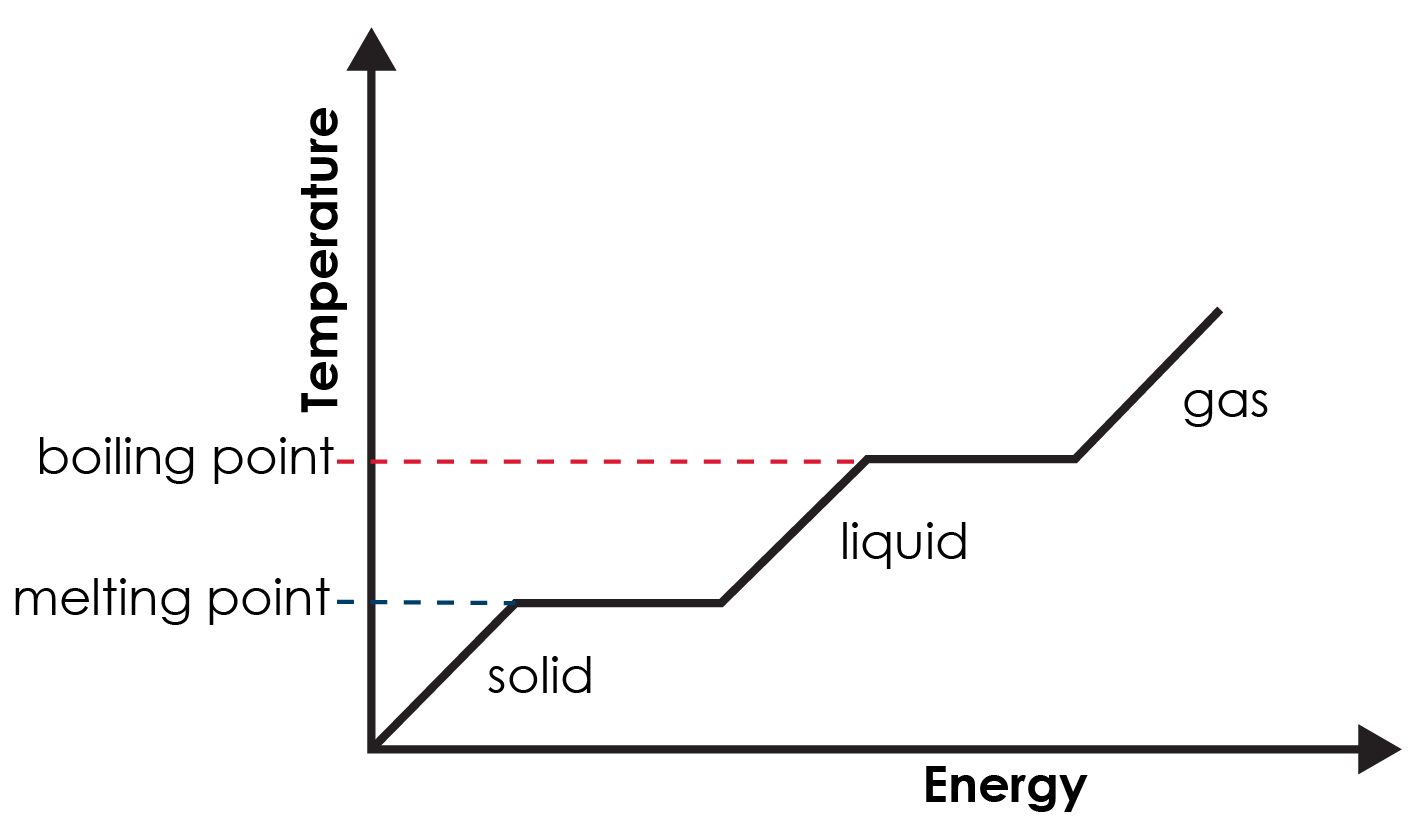 Temperature
gas
boiling point
liquid
melting point
solid
Energy